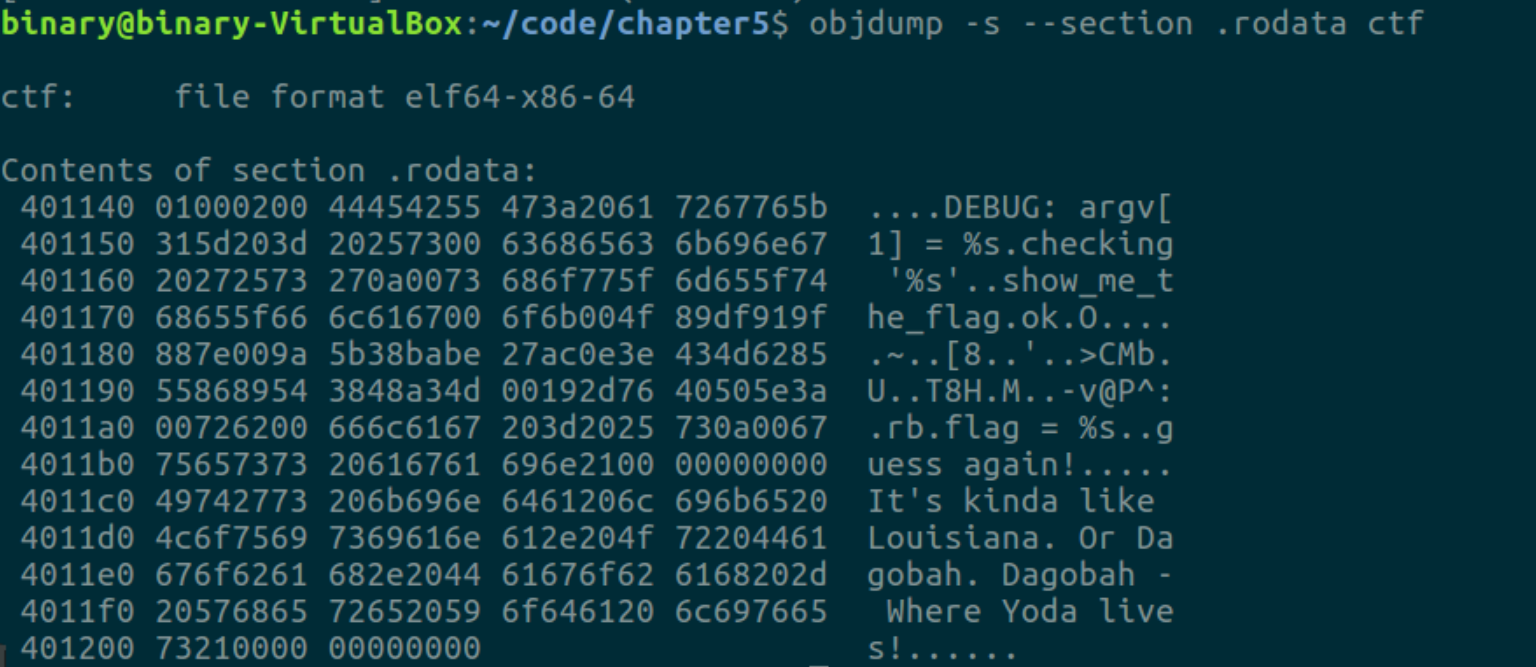 binary@binary-VirtualBox:~/code/chapter5$ objdump -s --section .rodata ctf
ctf:     file format elf64-x86-64
Contents of section .rodata:
 401140 01000200 44454255 473a2061 7267765b  ....DEBUG: argv[
 401150 315d203d 20257300 63686563 6b696e67  1] = %s.checking
 401160 20272573 270a0073 686f775f 6d655f74   '%s'..show_me_t
 401170 68655f66 6c616700 6f6b004f 89df919f  he_flag.ok.O....
 401180 887e009a 5b38babe 27ac0e3e 434d6285  .~..[8..'..>CMb.
 401190 55868954 3848a34d 00192d76 40505e3a  U..T8H.M..-v@P^:
 4011a0 00726200 666c6167 203d2025 730a0067  .rb.flag = %s..g
 4011b0 75657373 20616761 696e2100 00000000  uess again!.....
 4011c0 49742773 206b696e 6461206c 696b6520  It's kinda like 
 4011d0 4c6f7569 7369616e 612e204f 72204461  Louisiana. Or Da
 4011e0 676f6261 682e2044 61676f62 6168202d  gobah. Dagobah -
 4011f0 20576865 72652059 6f646120 6c697665   Where Yoda live
 401200 73210000 00000000                    s!......